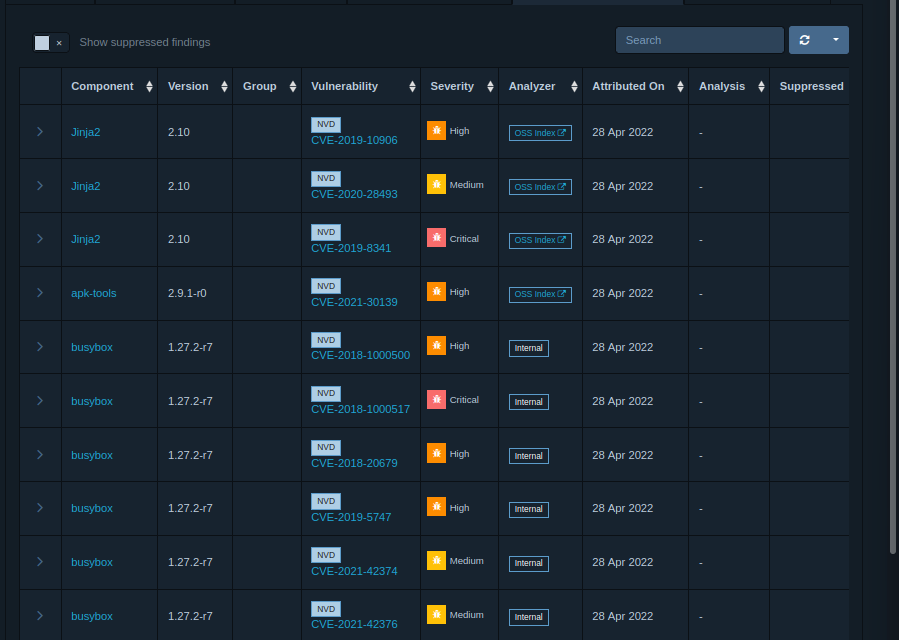 × Show suppressed findings Search
Component Version Group Vulnerability Severity Analyzer Attributed On Analysis Suppressed
Jinja2 2.10 NVD CVE-2019-10906 High OSS Index 28 Apr 2022 -
Jinja2 2.10 NVD CVE-2020-28493 Medium OSS Index 28 Apr 2022 -
Jinja2 2.10 NVD CVE-2019-8341 Critical OSS Index 28 Apr 2022 -
apk-tools 2.9.1-r0 NVD CVE-2021-30139 High OSS Index 28 Apr 2022 -
busybox 1.27.2-r7 NVD CVE-2018-1000500 High Internal 28 Apr 2022 -
busybox 1.27.2-r7 NVD CVE-2018-1000517 Critical Internal 28 Apr 2022 -
busybox 1.27.2-r7 NVD CVE-2018-20679 High Internal 28 Apr 2022 -
busybox 1.27.2-r7 NVD CVE-2019-5747 High Internal 28 Apr 2022 -
busybox 1.27.2-r7 NVD CVE-2021-42374 Medium Internal 28 Apr 2022 -
busybox 1.27.2-r7 NVD CVE-2021-42376 Medium Internal 28 Apr 2022 -